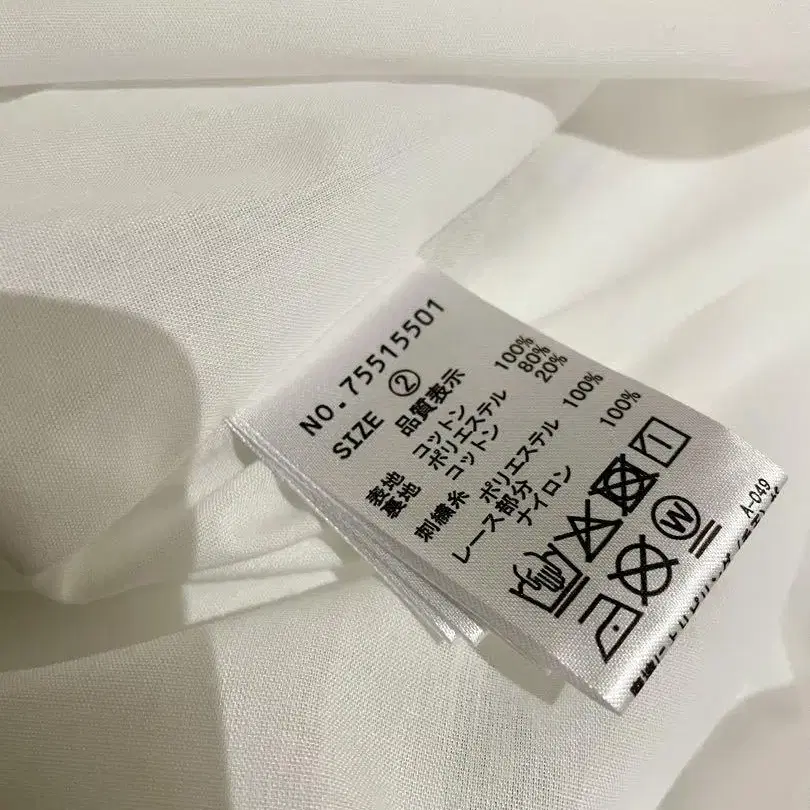 NO.75515501
SIZE ②
品質表示
表地 コットン 100%
裏地 ポリエステル 80%
コットン 20%
刺繍糸 ポリエステル 100%
レース部分
ナイロン 100%
W
A-049